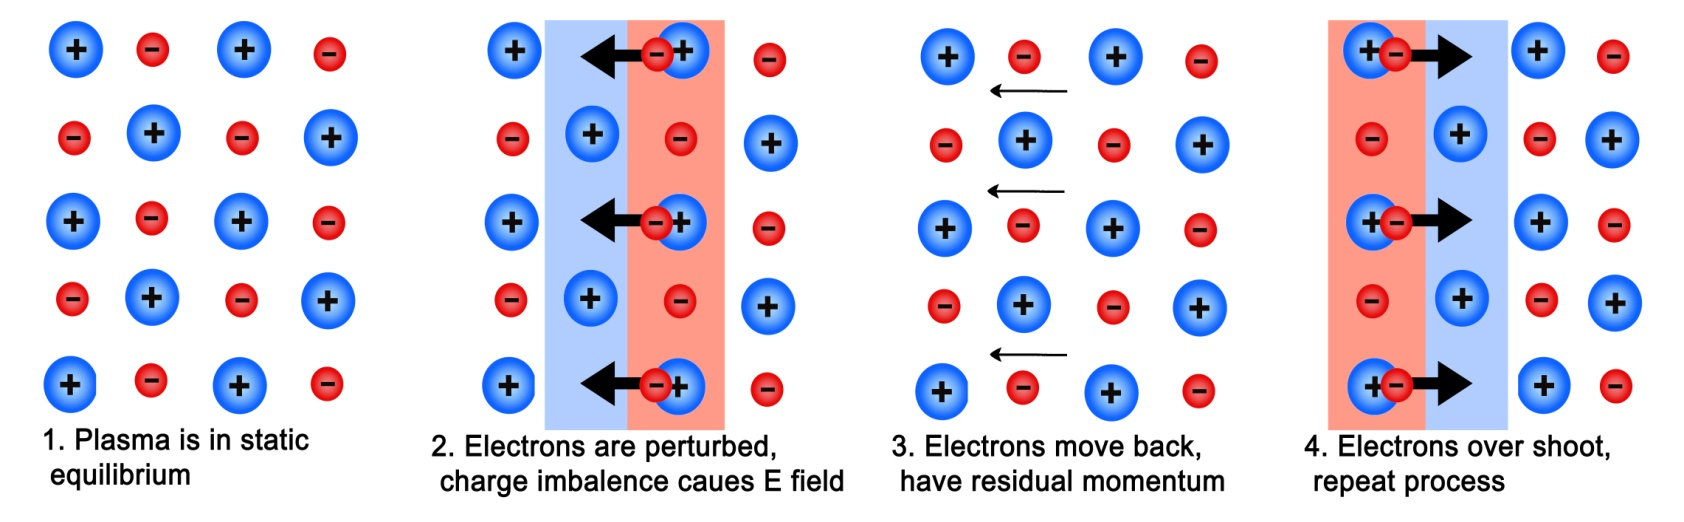 1. Plasma is in static
equilibrium
2. Electrons are perturbed,
charge imbalence caues E field
3. Electrons move back,
have residual momentum
4. Electrons over shoot,
repeat process